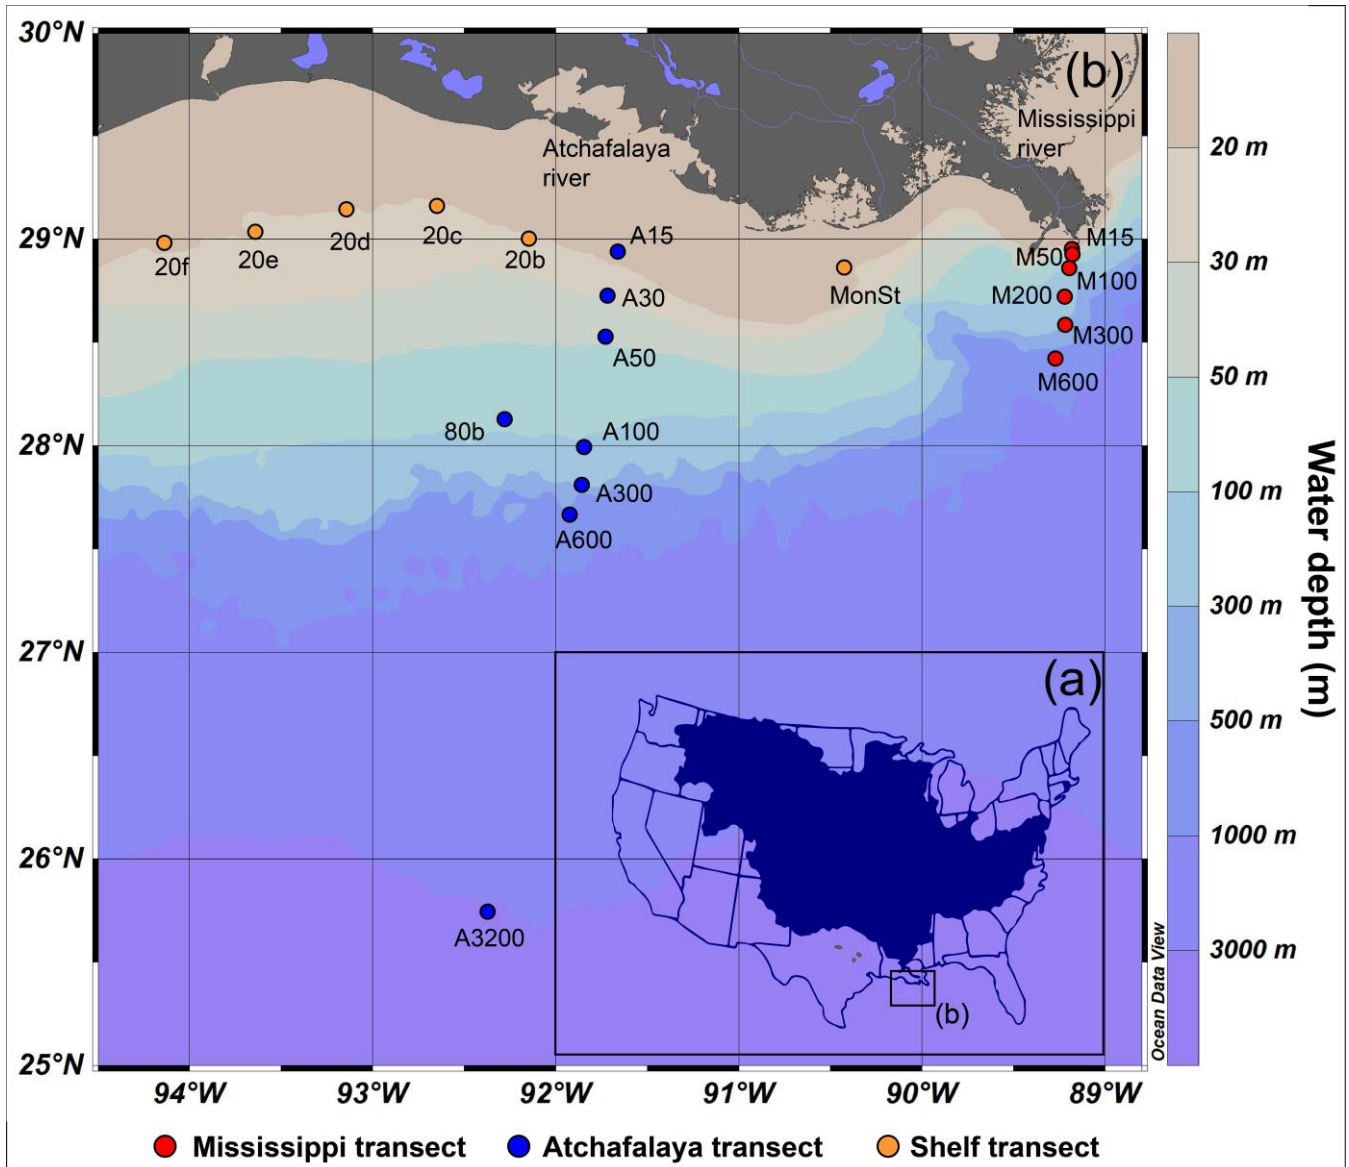 30°N
29°N
28°N
27°N
26°N
25°N
(b)
Mississippi
river
Atchafalaya
river
20f
20e
20d
20c
20b
A15
A30
A50
80b
A100
A300
A600
A3200
MonSt
M15
M50
M100
M200
M300
M600
(a)
(b)
Ocean Data View
94°W
93°W
92°W
91°W
90°W
89°W
20 m
30 m
50 m
100 m
300 m
500 m
1000 m
3000 m
Water depth (m)
Mississippi transect
Atchafalaya transect
Shelf transect